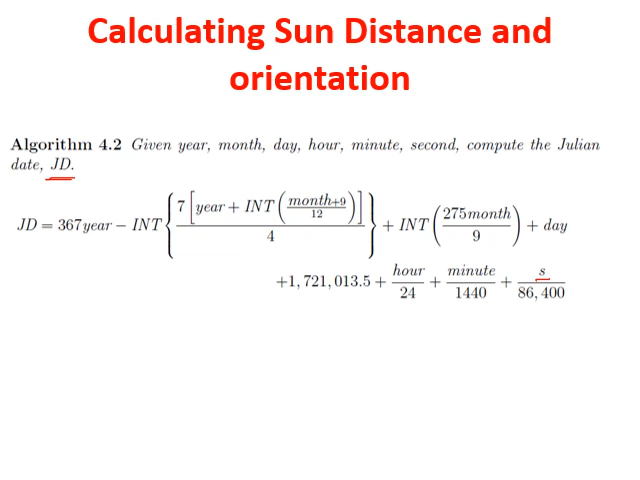 Calculating Sun Distance and
orientation
Algorithm 4.2 Given year, month, day, hour, minute, second, compute the Julian
date, JD.
JD = 367year − INT { 7 [ year + INT ( month+9 / 12 ) ] / 4 } + INT ( 275month / 9 ) + day
+1, 721, 013.5 + hour / 24 + minute / 1440 + s / 86, 400